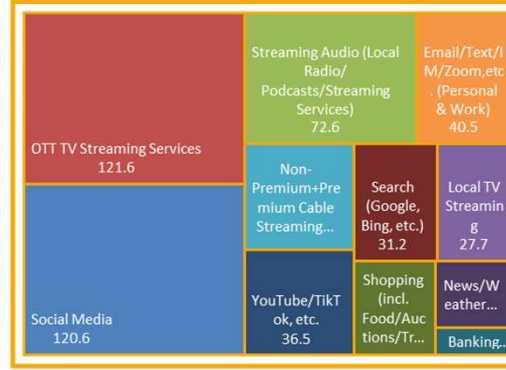 OTT TV Streaming Services
121.6
Social Media
120.6
Streaming Audio (Local
Radio/
Podcasts/Streaming
Services)
72.6
Email/Text/I
M/Zoom,etc
. (Personal
& Work)
40.5
Non-
Premium+Pre
mium Cable
Streaming...
YouTube/TikT
ok, etc.
36.5
Search
(Google,
Bing, etc.)
31.2
Local TV
Streamin
g
27.7
Shopping
(incl.
Food/Auc
tions/Tr...
News/W
eather...
Banking...